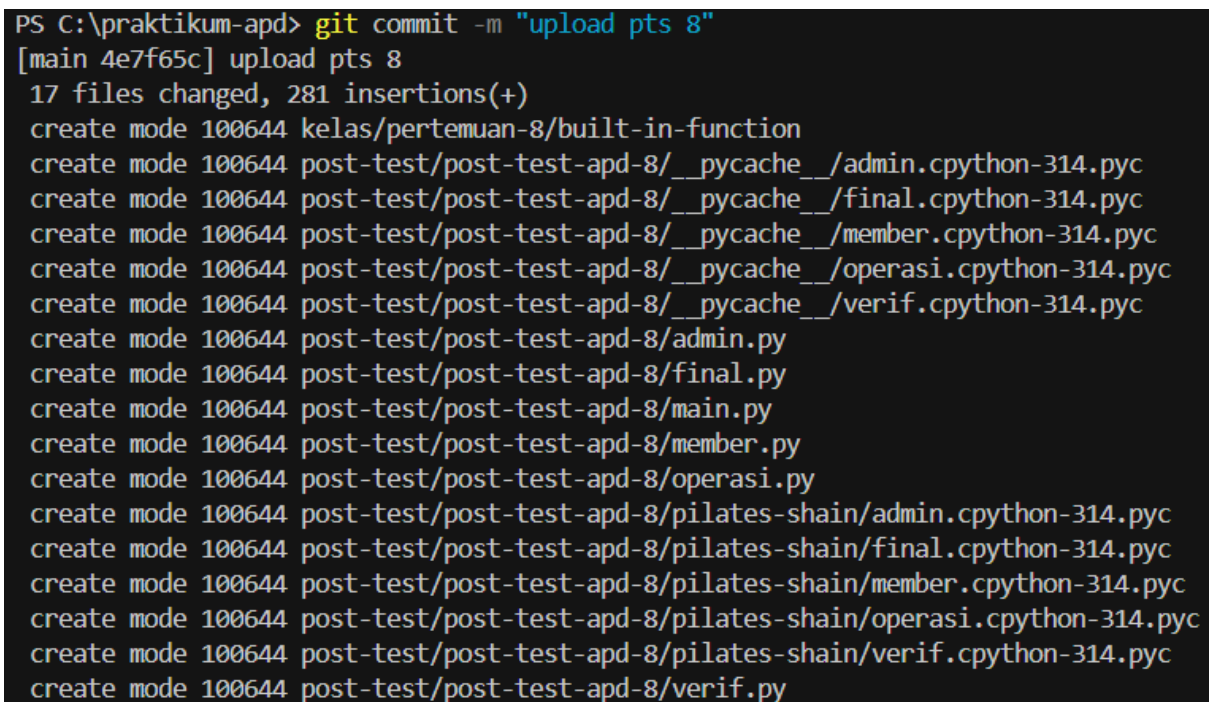 PS C:\praktikum-apd> git commit -m "upload pts 8"
[main 4e7f65c] upload pts 8
 17 files changed, 281 insertions(+)
 create mode 100644 kelas/pertemuan-8/built-in-function
 create mode 100644 post-test/post-test-apd-8/__pycache__/admin.cpython-314.pyc
 create mode 100644 post-test/post-test-apd-8/__pycache__/final.cpython-314.pyc
 create mode 100644 post-test/post-test-apd-8/__pycache__/member.cpython-314.pyc
 create mode 100644 post-test/post-test-apd-8/__pycache__/operasi.cpython-314.pyc
 create mode 100644 post-test/post-test-apd-8/__pycache__/verif.cpython-314.pyc
 create mode 100644 post-test/post-test-apd-8/admin.py
 create mode 100644 post-test/post-test-apd-8/final.py
 create mode 100644 post-test/post-test-apd-8/main.py
 create mode 100644 post-test/post-test-apd-8/member.py
 create mode 100644 post-test/post-test-apd-8/operasi.py
 create mode 100644 post-test/post-test-apd-8/pilates-shain/admin.cpython-314.pyc
 create mode 100644 post-test/post-test-apd-8/pilates-shain/final.cpython-314.pyc
 create mode 100644 post-test/post-test-apd-8/pilates-shain/member.cpython-314.pyc
 create mode 100644 post-test/post-test-apd-8/pilates-shain/operasi.cpython-314.pyc
 create mode 100644 post-test/post-test-apd-8/pilates-shain/verif.cpython-314.pyc
 create mode 100644 post-test/post-test-apd-8/verif.py